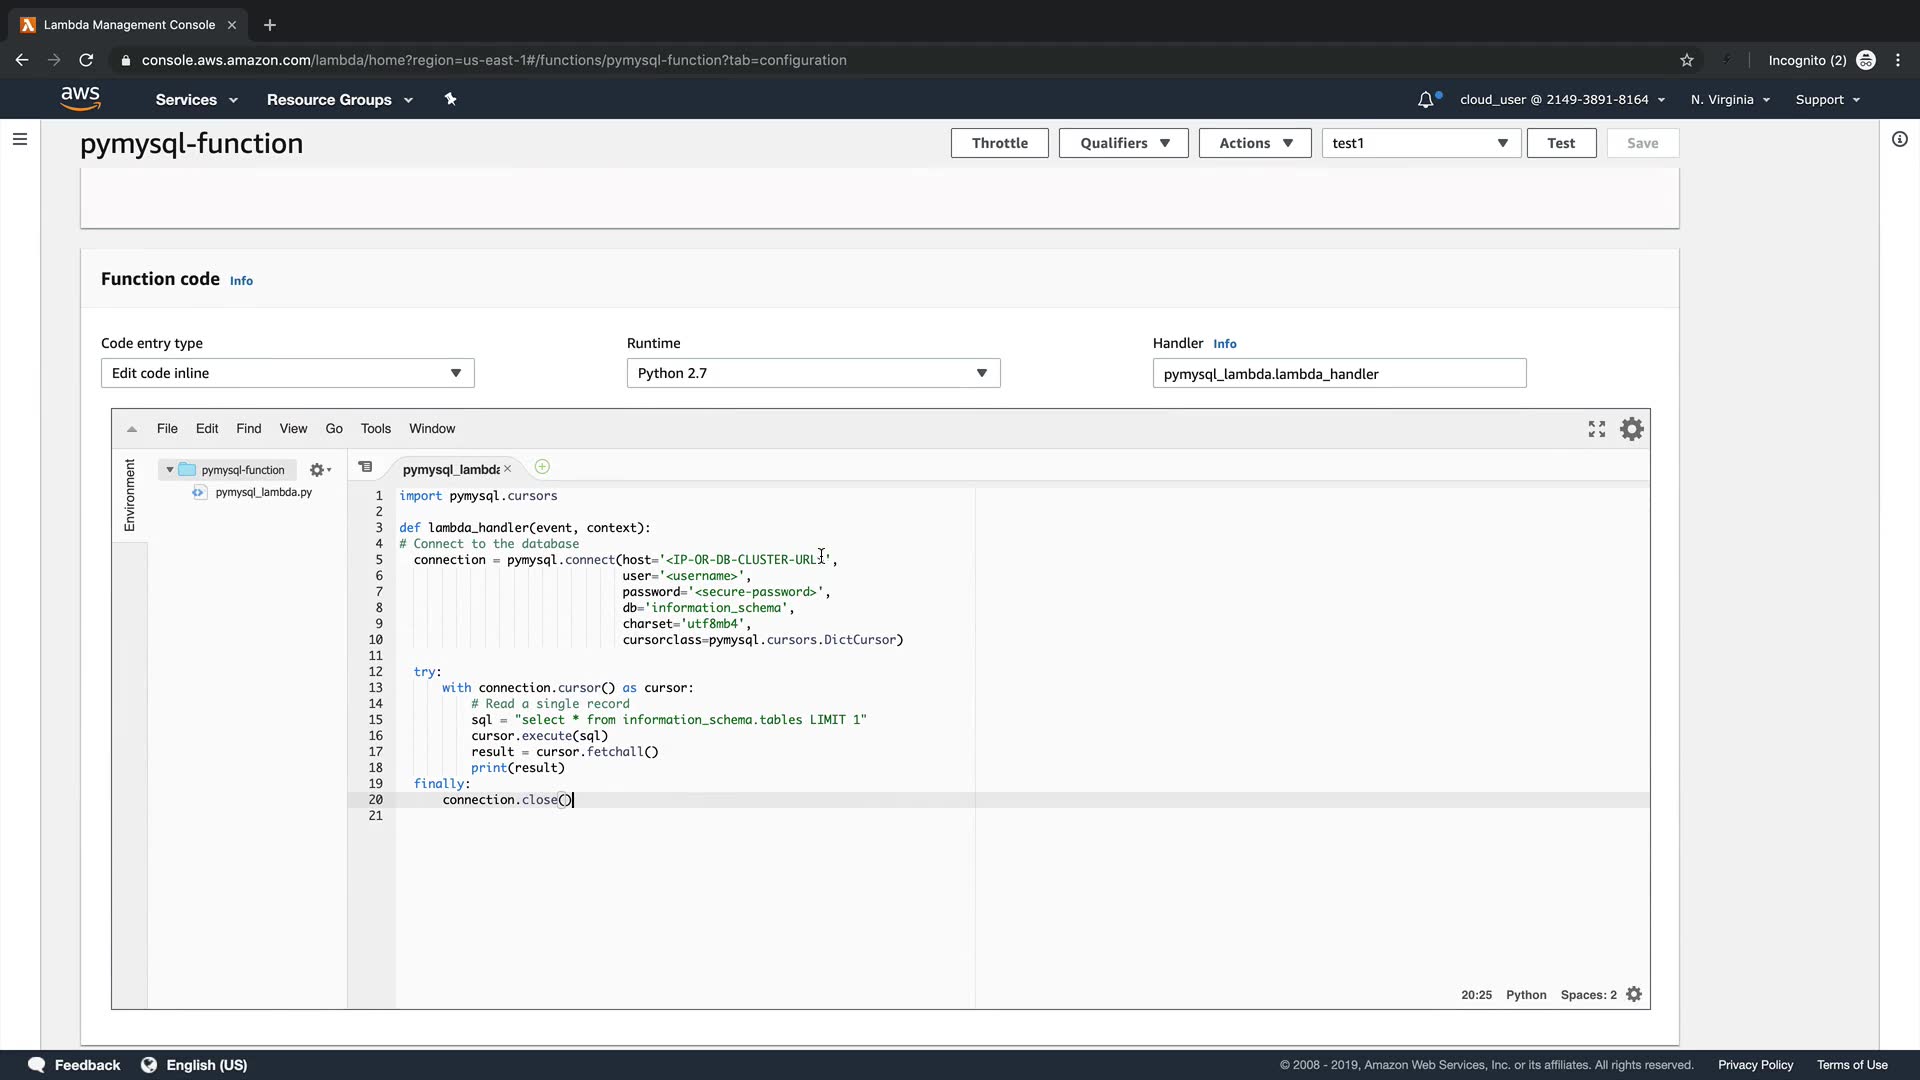 Lambda Management Console
console.aws.amazon.com/lambda/home?region=us-east-1#/functions/pymysql-function?tab=configuration
Incognito (2)
aws
Services
Resource Groups
cloud_user @ 2149-3891-8164
N. Virginia
Support
pymysql-function
Throttle
Qualifiers
Actions
test1
Test
Save
Function code Info
Code entry type
Runtime
Handler Info
Edit code inline
Python 2.7
pymysql_lambda.lambda_handler
File Edit Find View Go Tools Window
Environment
pymysql-function
pymysql_lambda.py
pymysql_lambda
1 import pymysql.cursors
2
3 def lambda_handler(event, context):
4 # Connect to the database
5 connection = pymysql.connect(host='<IP-OR-DB-CLUSTER-URL>',
6 user='<username>',
7 password='<secure-password>',
8 db='information_schema',
9 charset='utf8mb4',
10 cursorclass=pymysql.cursors.DictCursor)
11
12 try:
13 with connection.cursor() as cursor:
14 # Read a single record
15 sql = "select * from information_schema.tables LIMIT 1"
16 cursor.execute(sql)
17 result = cursor.fetchall()
18 print(result)
19 finally:
20 connection.close()
21
20:25 Python Spaces: 2
Feedback
English (US)
© 2008 - 2019, Amazon Web Services, Inc. or its affiliates. All rights reserved.
Privacy Policy
Terms of Use